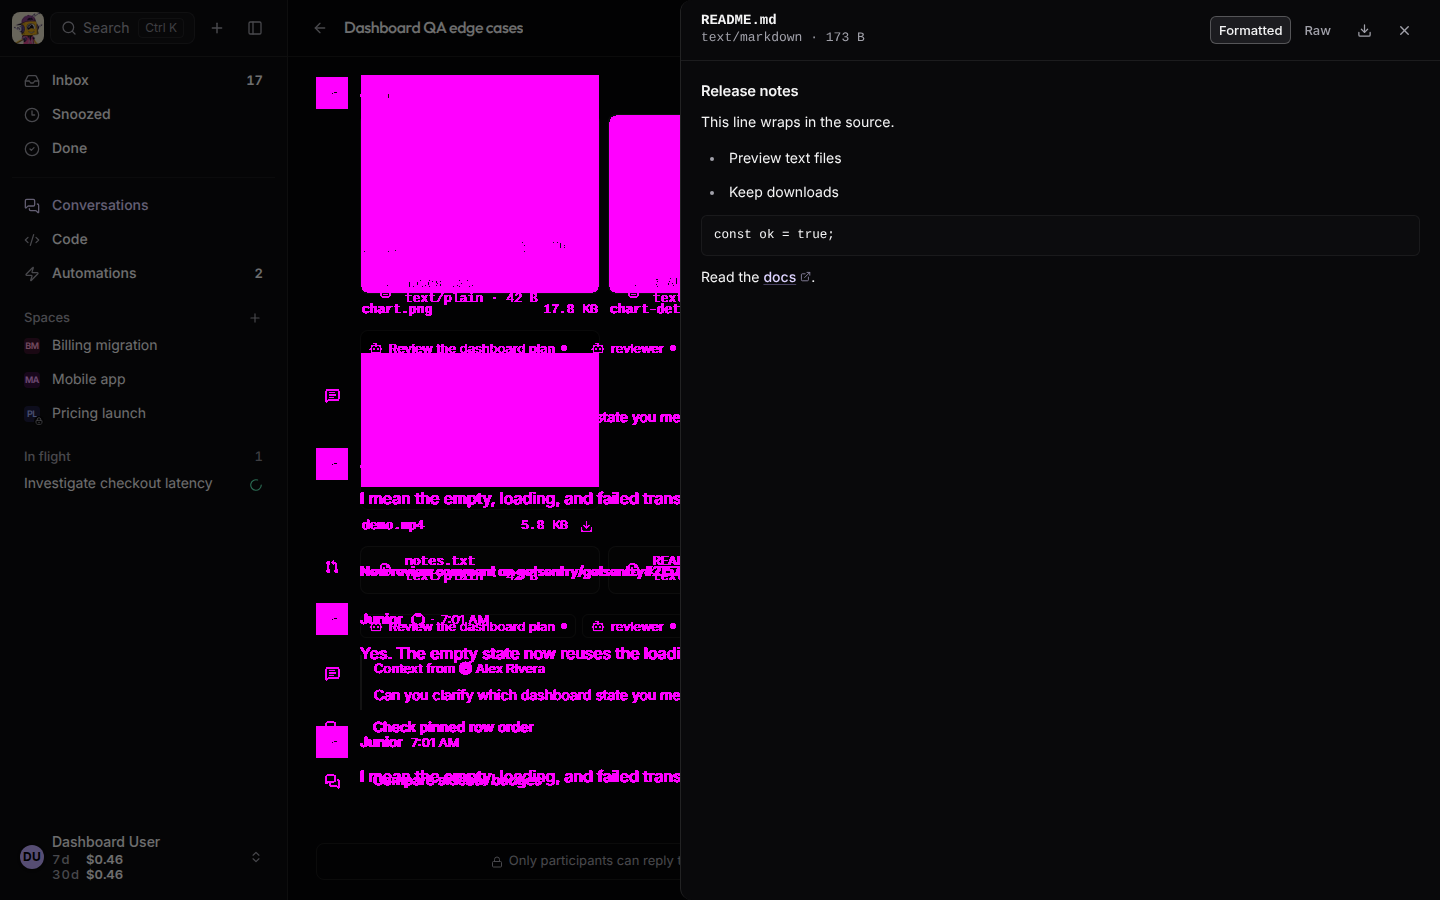 Search Ctrl K
Inbox 17
Snoozed
Done
Conversations
Code
Automations 2
Spaces
BM Billing migration
MA Mobile app
PL Pricing launch
In flight 1
Investigate checkout latency
DU Dashboard User
7d $0.46
30d $0.46
Dashboard QA edge cases
text/plain · 42 B
chart.png 17.8 KB chart-det
Review the dashboard plan reviewer
state you me
I mean the empty, loading, and failed trans
demo.mp4 5.8 KB
notes.txt READ
Junior 7:01 AM
Review the dashboard plan reviewer
Yes. The empty state now reuses the loadi
Context from Alex Rivera
Can you clarify which dashboard state you me
Check pinned row order
Junior 7:01 AM
I mean the empty, loading, and failed trans
Only participants can reply t
README.md
text/markdown · 173 B
Formatted Raw
Release notes
This line wraps in the source.
Preview text files
Keep downloads
const ok = true;
Read the docs.